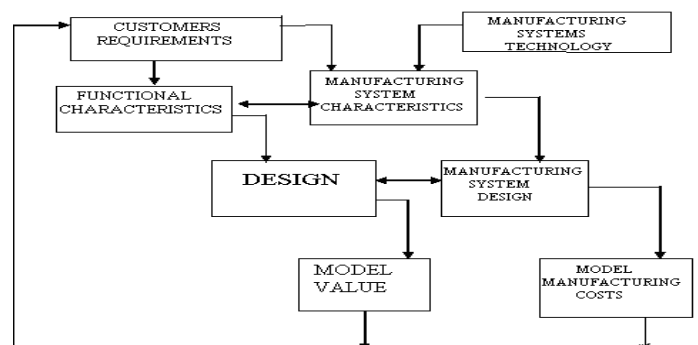 CUSTOMERS
REQUIREMENTS
MANUFACTURING
SYSTEMS
TECHNOLOGY
FUNCTIONAL
CHARACTERISTICS
MANUFACTURING
SYSTEM
CHARACTERISTICS
DESIGN
MANUFACTURING
SYSTEM
DESIGN
MODEL
VALUE
MODEL
MANUFACTURING
COSTS